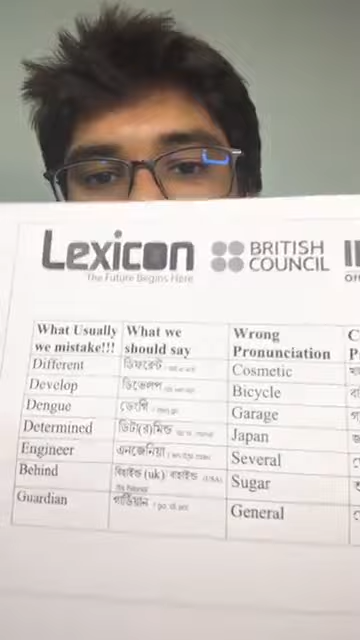 Lexicon
The Future Begins Here
BRITISH
COUNCIL
What Usually we mistake!!! What we should say Wrong Pronunciation
Different ডিফরেন্ট Cosmetic
Develop ডিভেলপ Bicycle
Dengue ডেংগি Garage
Determined ডিট(র)মিন্ড Japan
Engineer এনজেনিয়া Several
Behind বিহাইন্ড (uk) বাহাইন্ড (USA) Sugar
Guardian গার্ডিয়ান General